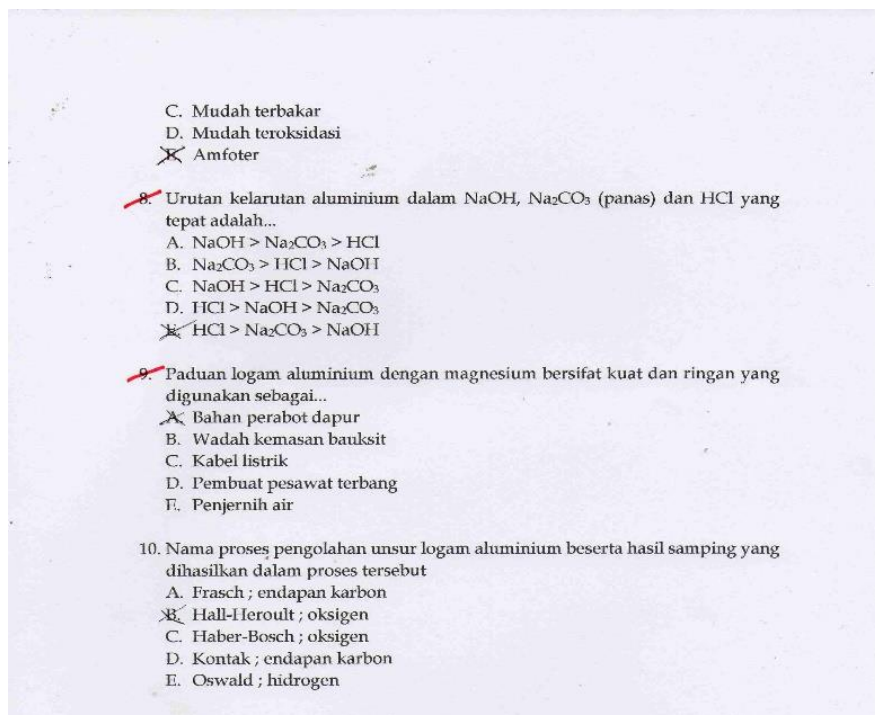 C. Mudah terbakar
D. Mudah teroksidasi
E. Amfoter
8. Urutan kelarutan aluminium dalam NaOH, Na₂CO₃ (panas) dan HCl yang
tepat adalah...
A. NaOH > Na₂CO₃ > HCl
B. Na₂CO₃ > HCl > NaOH
C. NaOH > HCl > Na₂CO₃
D. HCl > NaOH > Na₂CO₃
E. HCl > Na₂CO₃ > NaOH
9. Paduan logam aluminium dengan magnesium bersifat kuat dan ringan yang
digunakan sebagai...
A. Bahan perabot dapur
B. Wadah kemasan bauksit
C. Kabel listrik
D. Pembuat pesawat terbang
E. Penjernih air
10. Nama proses pengolahan unsur logam aluminium beserta hasil samping yang
dihasilkan dalam proses tersebut
A. Frasch ; endapan karbon
B. Hall-Heroult ; oksigen
C. Haber-Bosch ; oksigen
D. Kontak ; endapan karbon
E. Oswald ; hidrogen